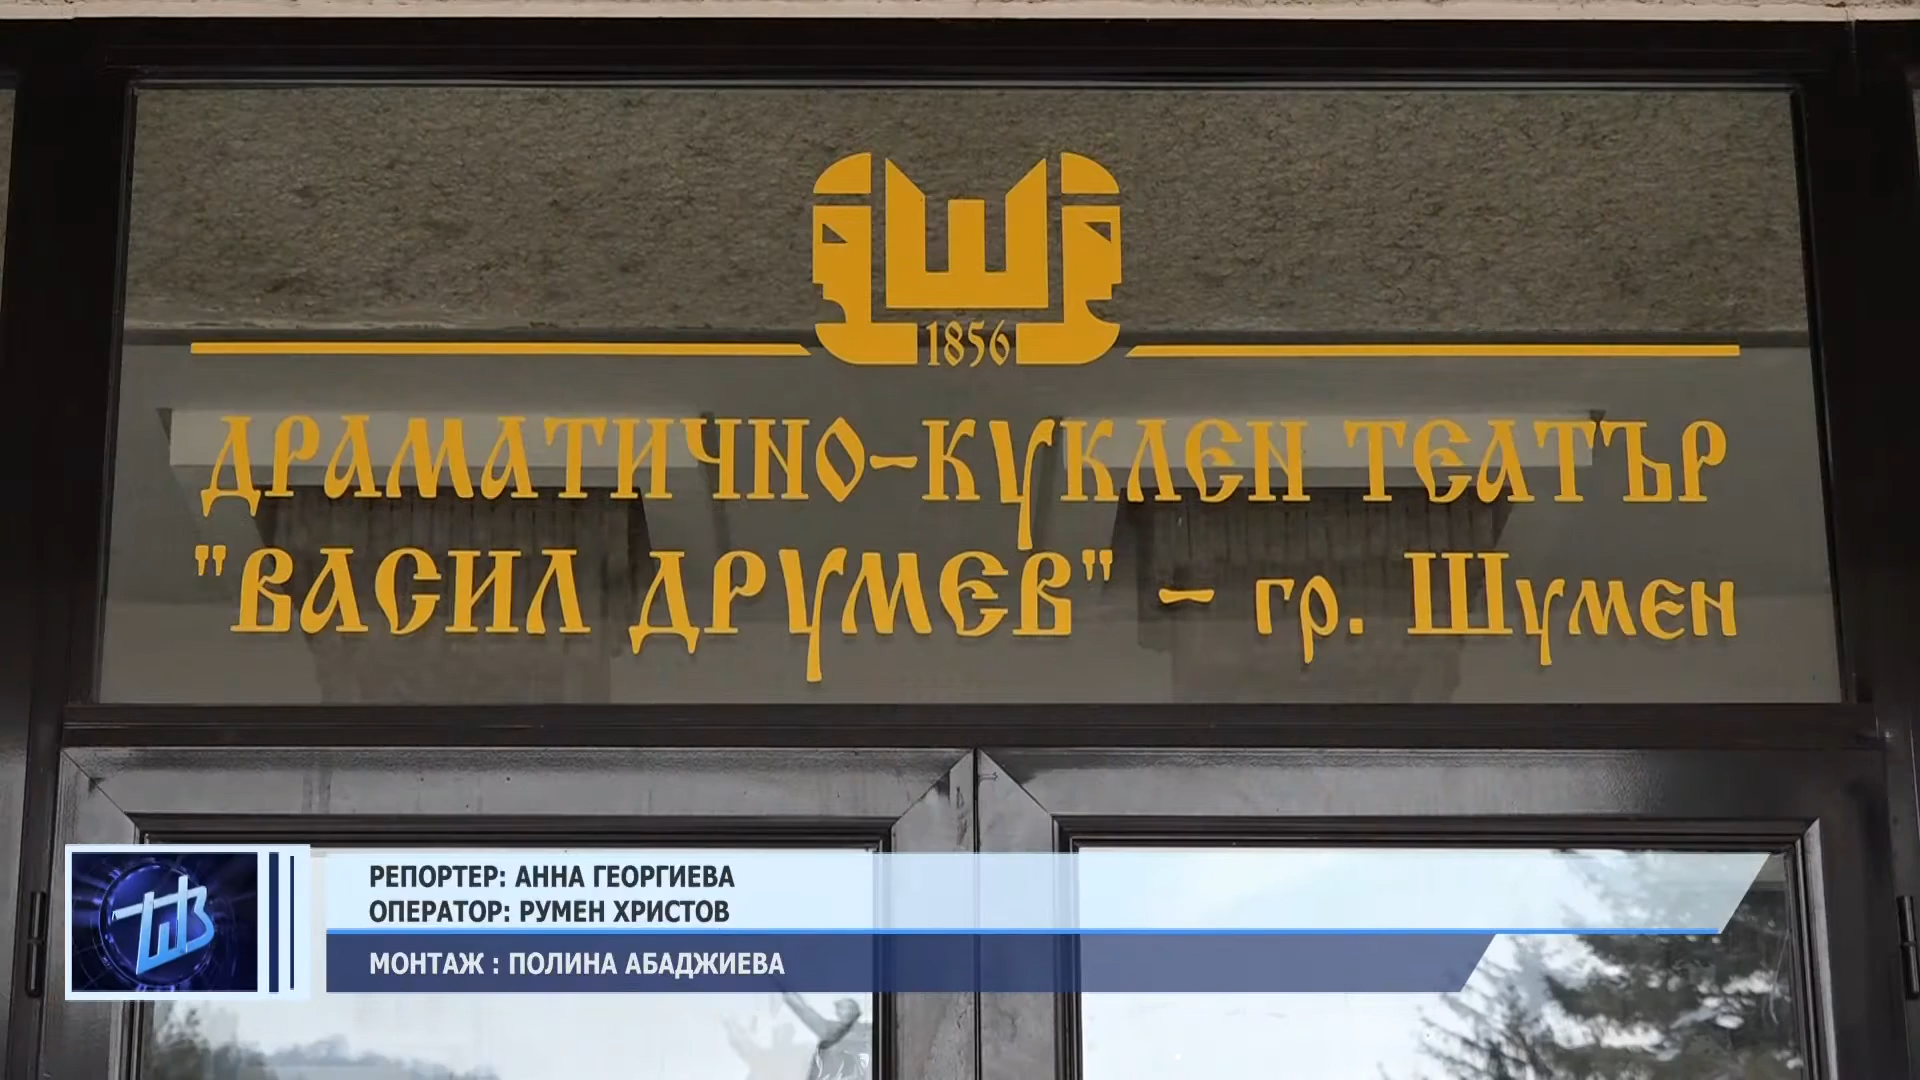 Ш
1856
ДРАМАТИЧНО-КУКЛЕН ТЕАТЪР
"ВАСИЛ ДРУМЕВ" - гр. Шумен
РЕПОРТЕР: АННА ГЕОРГИЕВА
ОПЕРАТОР: РУМЕН ХРИСТОВ
МОНТАЖ : ПОЛИНА АБАДЖИЕВА